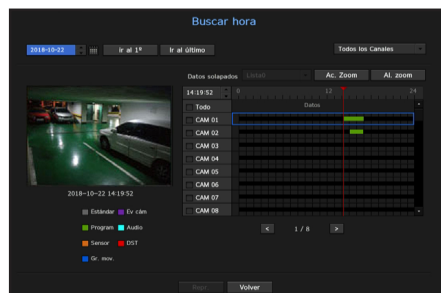 Buscar hora
2018-10-22
ir al 1º
Ir al último
Todos los Canales
Datos solapados
Lista0
Ac. Zoom
Al. zoom
14:19:52
0
12
24
Todo
Datos
CAM 01
CAM 02
CAM 03
CAM 04
CAM 05
CAM 06
CAM 07
CAM 08
2018-10-22 14:19:52
Estándar
Ev cám
Program
Audio
Sensor
DST
Gr. mov.
<
1 / 8
>
Repr.
Volver